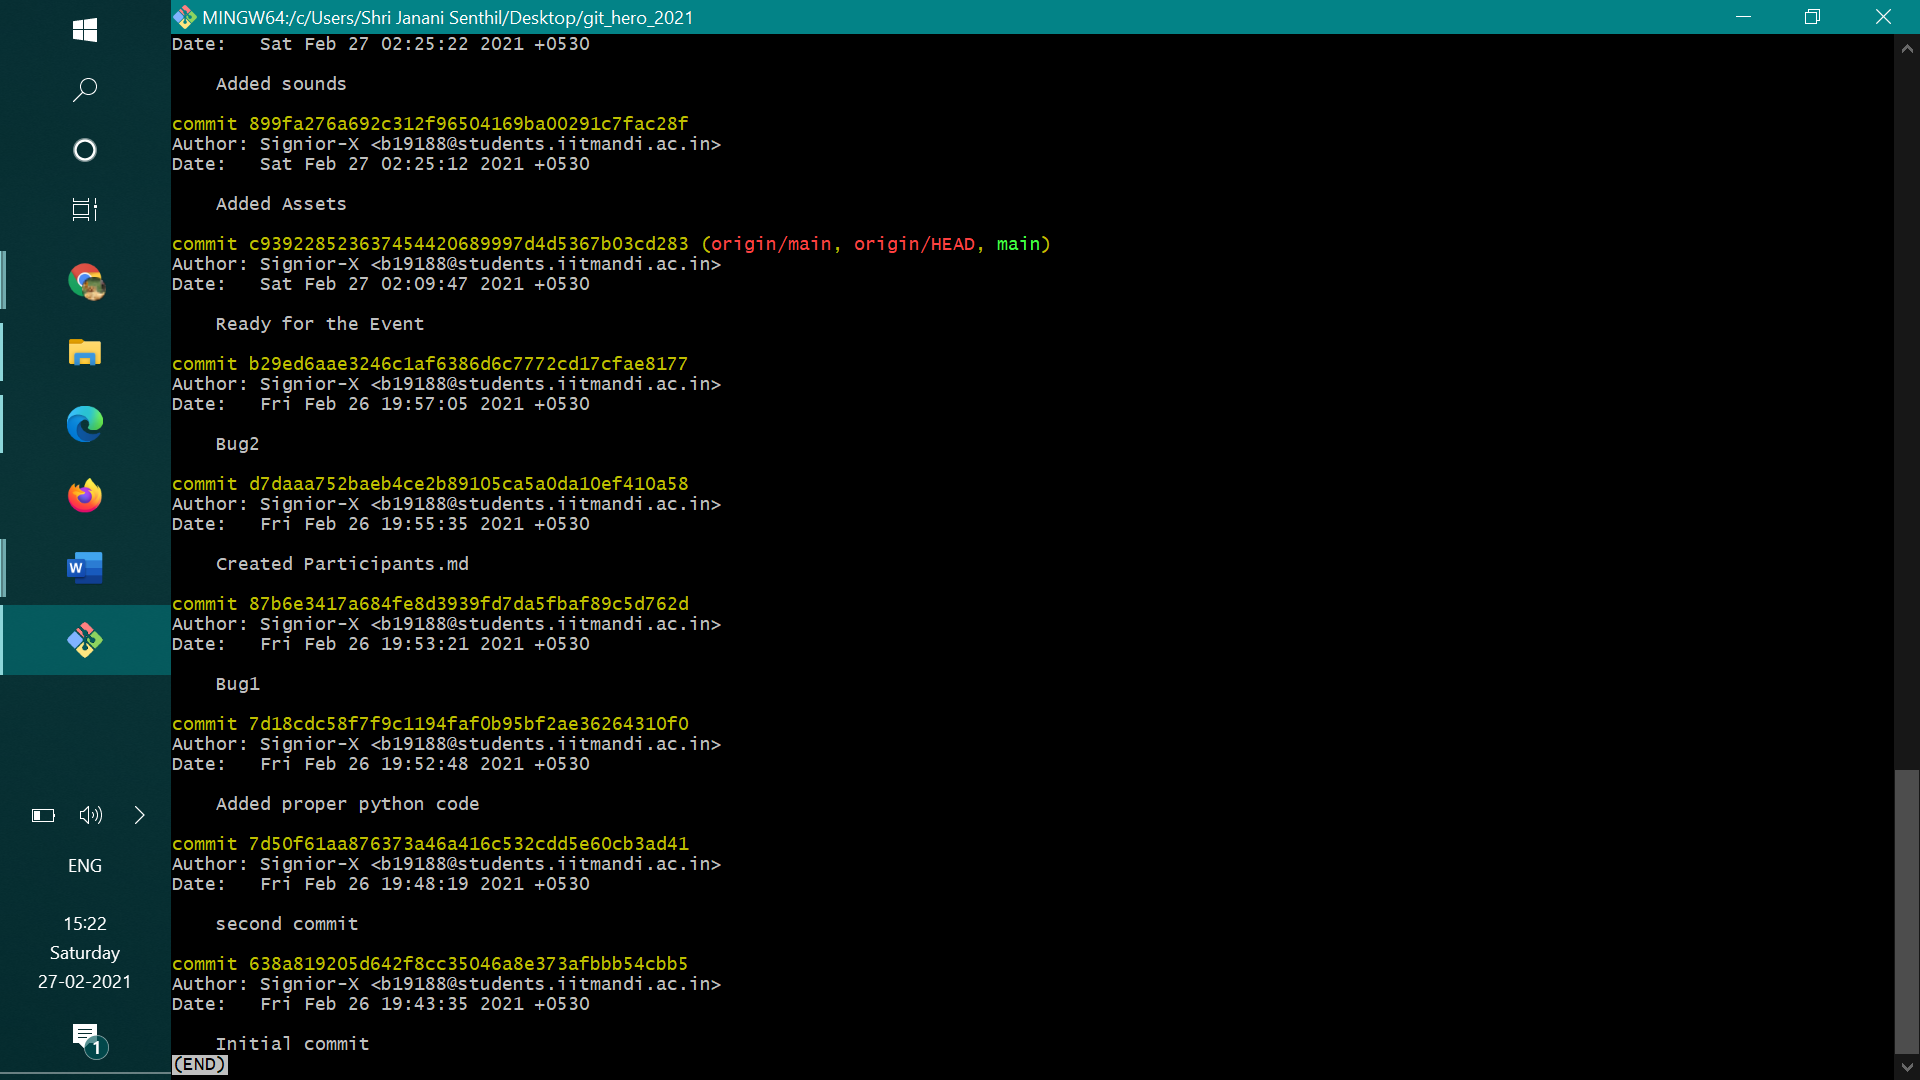 MINGW64:/c/Users/Shri Janani Senthil/Desktop/git_hero_2021
Date:   Sat Feb 27 02:25:22 2021 +0530
Added sounds
commit 899fa276a692c312f96504169ba00291c7fac28f
Author: Signior-X <b19188@students.iitmandi.ac.in>
Date:   Sat Feb 27 02:25:12 2021 +0530
Added Assets
commit c9392285236374544206899​97d4d5367b03cd283 (origin/main, origin/HEAD, main)
Author: Signior-X <b19188@students.iitmandi.ac.in>
Date:   Sat Feb 27 02:09:47 2021 +0530
Ready for the Event
commit b29ed6aae3246c1af6386d6c7772cd17cfae8177
Author: Signior-X <b19188@students.iitmandi.ac.in>
Date:   Fri Feb 26 19:57:05 2021 +0530
Bug2
commit d7daaa752baeb4ce2b89105ca5a0da10ef410a58
Author: Signior-X <b19188@students.iitmandi.ac.in>
Date:   Fri Feb 26 19:55:35 2021 +0530
Created Participants.md
commit 87b6e3417a684fe8d3939fd7da5fbaf89c5d762d
Author: Signior-X <b19188@students.iitmandi.ac.in>
Date:   Fri Feb 26 19:53:21 2021 +0530
Bug1
commit 7d18cdc58f7f9c1194faf0b95bf2ae36264310f0
Author: Signior-X <b19188@students.iitmandi.ac.in>
Date:   Fri Feb 26 19:52:48 2021 +0530
Added proper python code
commit 7d50f61aa876373a46a416c532cdd5e60cb3ad41
Author: Signior-X <b19188@students.iitmandi.ac.in>
Date:   Fri Feb 26 19:48:19 2021 +0530
second commit
commit 638a819205d642f8cc35046a8e373afbbb54cbb5
Author: Signior-X <b19188@students.iitmandi.ac.in>
Date:   Fri Feb 26 19:43:35 2021 +0530
Initial commit
(END)
W
ENG
15:22
Saturday
27-02-2021
1